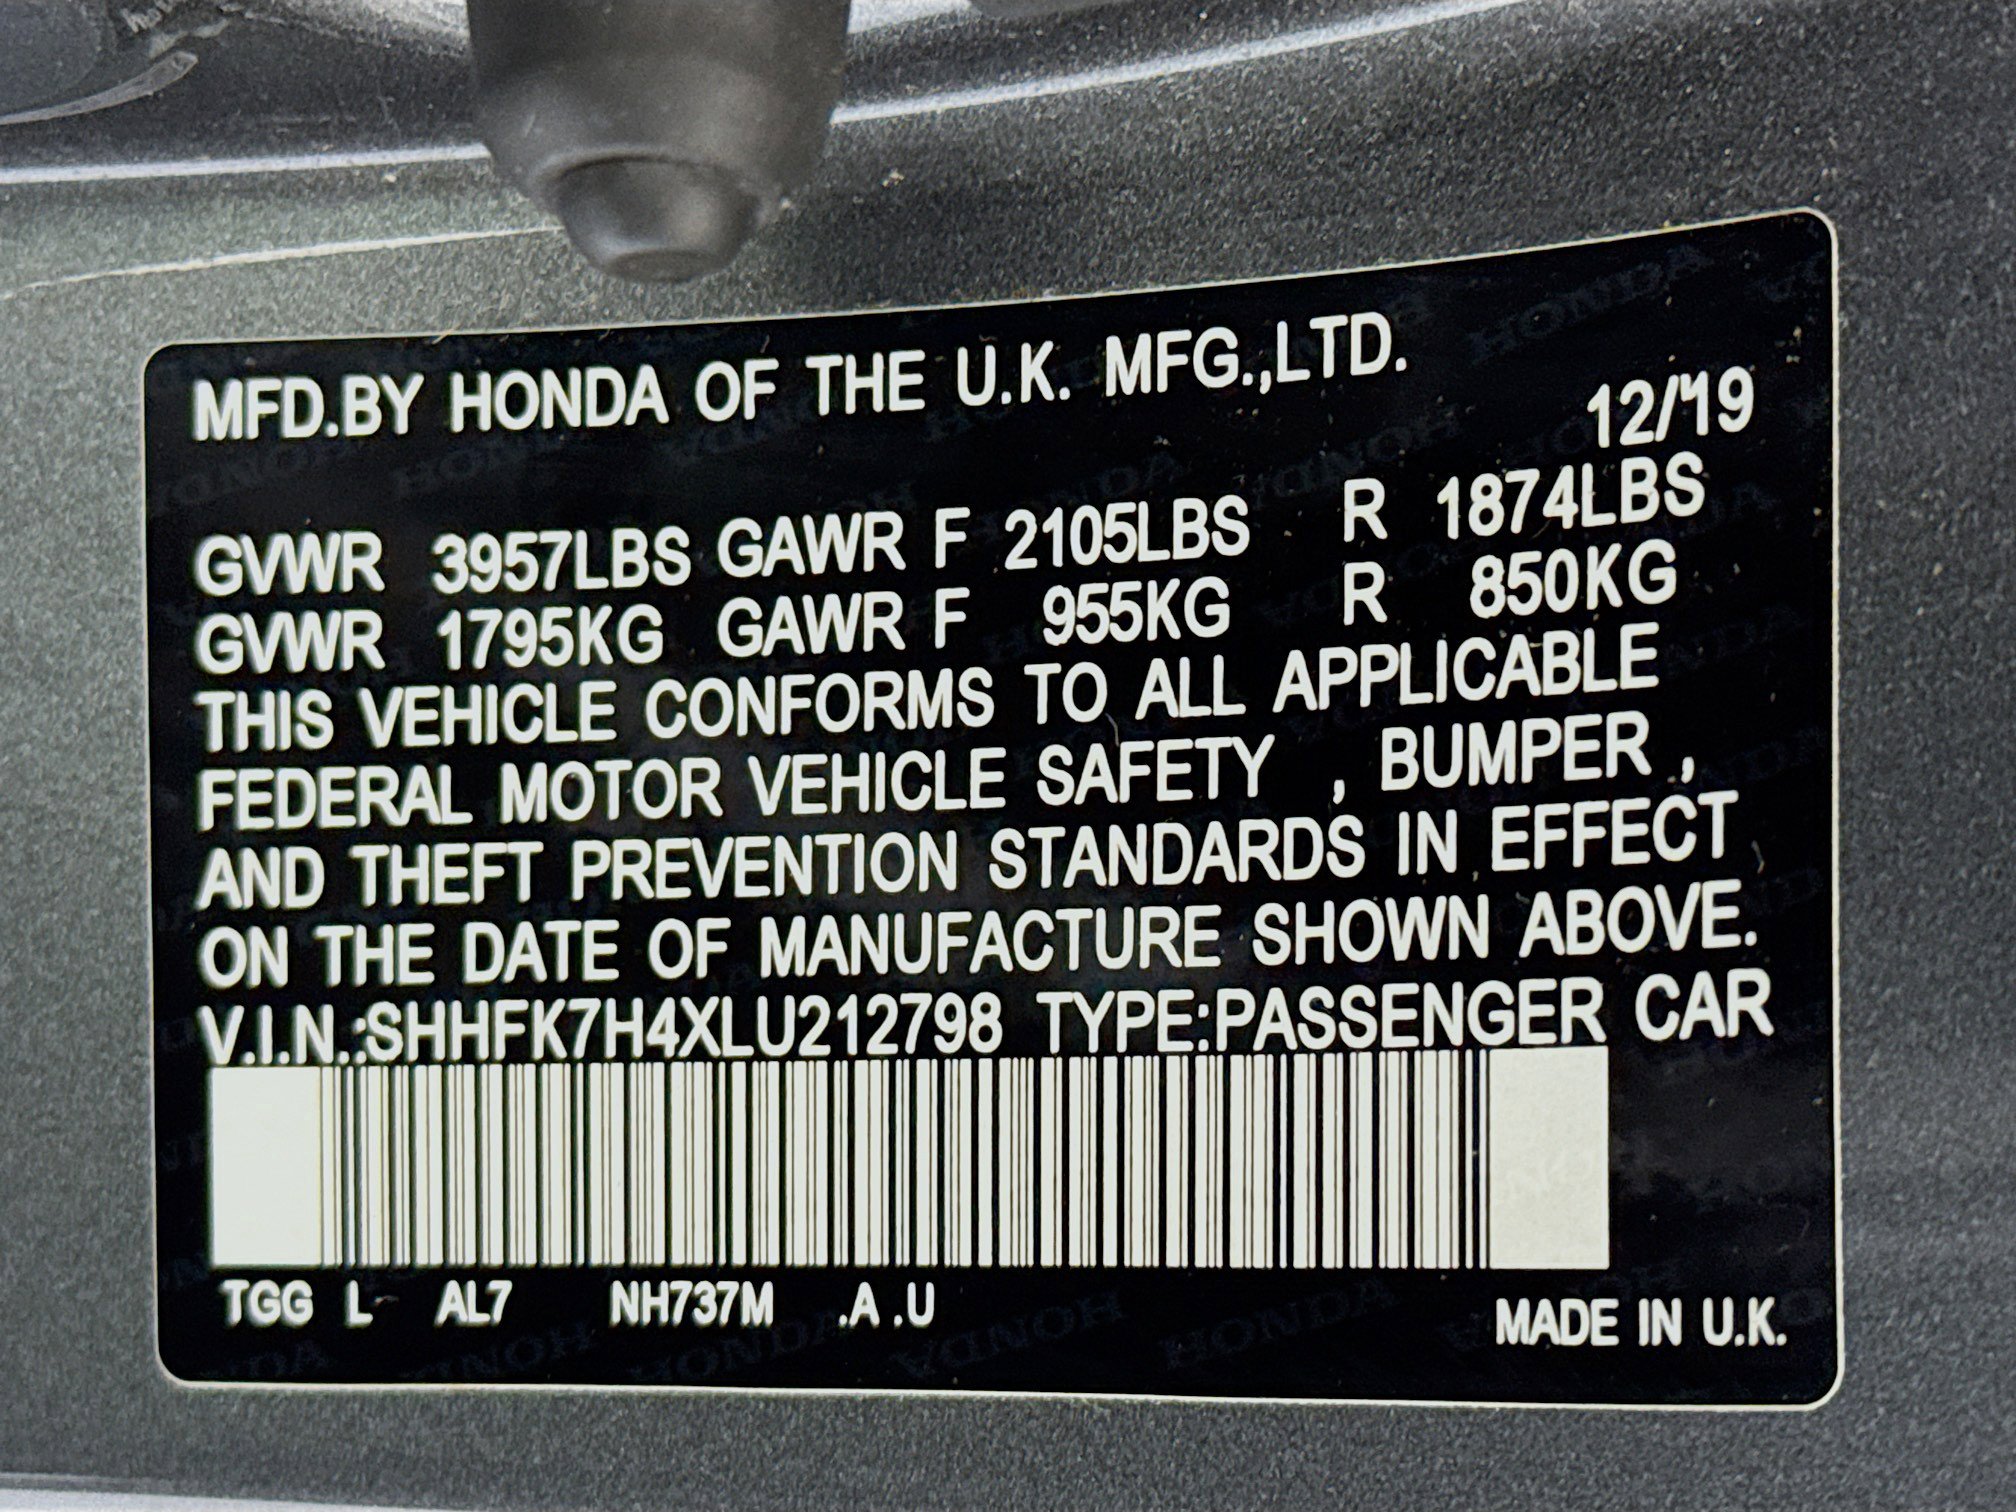 MFD.BY HONDA OF THE U.K. MFG.,LTD.
12/'19
GVWR 3957LBS GAWR F 2105LBS R 1874LBS
GVWR 1795KG GAWR F 955KG R 850KG
THIS VEHICLE CONFORMS TO ALL APPLICABLE
FEDERAL MOTOR VEHICLE SAFETY , BUMPER ,
AND THEFT PREVENTION STANDARDS IN EFFECT
ON THE DATE OF MANUFACTURE SHOWN ABOVE.
V.I.N.:SHHFK7H4XLU212798 TYPE:PASSENGER CAR
TGG L AL7 NH737M .A .U
MADE IN U.K.